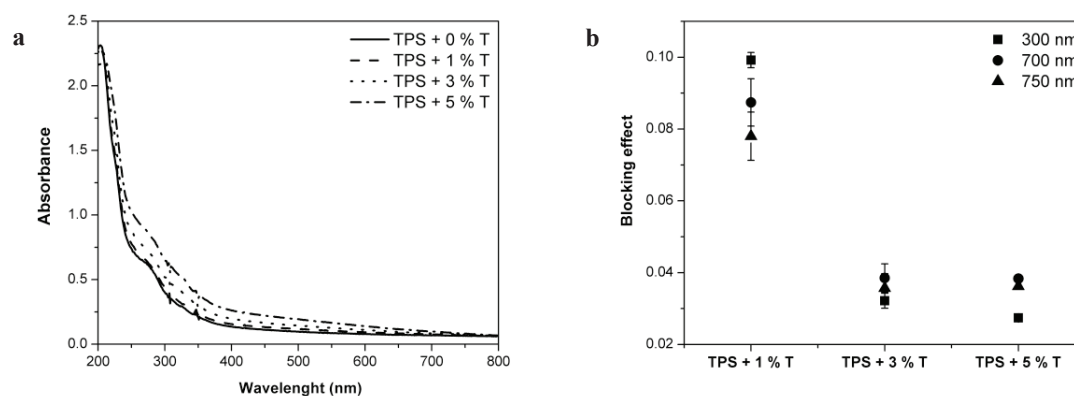 a
2.5
2.0
1.5
1.0
0.5
0.0
Absorbance
200 300 400 500 600 700 800
Wavelenght (nm)
TPS + 0 % T
TPS + 1 % T
TPS + 3 % T
TPS + 5 % T
b
0.10
0.08
0.06
0.04
0.02
Blocking effect
TPS + 1 % T TPS + 3 % T TPS + 5 % T
300 nm
700 nm
750 nm